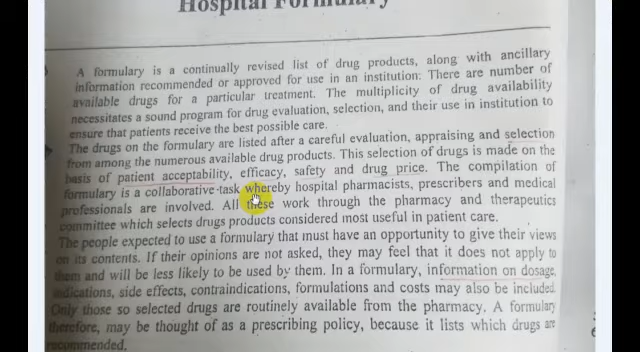 Hospital Formulary
A formulary is a continually revised list of drug products, along with ancillary
information recommended or approved for use in an institution. There are number of
available drugs for a particular treatment. The multiplicity of drug availability
necessitates a sound program for drug evaluation, selection, and their use in institution to
ensure that patients receive the best possible care.
The drugs on the formulary are listed after a careful evaluation, appraising and selection
from among the numerous available drug products. This selection of drugs is made on the
basis of patient acceptability, efficacy, safety and drug price. The compilation of
formulary is a collaborative task whereby hospital pharmacists, prescribers and medical
professionals are involved. All these work through the pharmacy and therapeutics
committee which selects drugs products considered most useful in patient care.
The people expected to use a formulary that must have an opportunity to give their views
on its contents. If their opinions are not asked, they may feel that it does not apply to
them and will be less likely to be used by them. In a formulary, information on dosage,
indications, side effects, contraindications, formulations and costs may also be included.
Only those so selected drugs are routinely available from the pharmacy. A formulary
therefore, may be thought of as a prescribing policy, because it lists which drugs are
recommended.